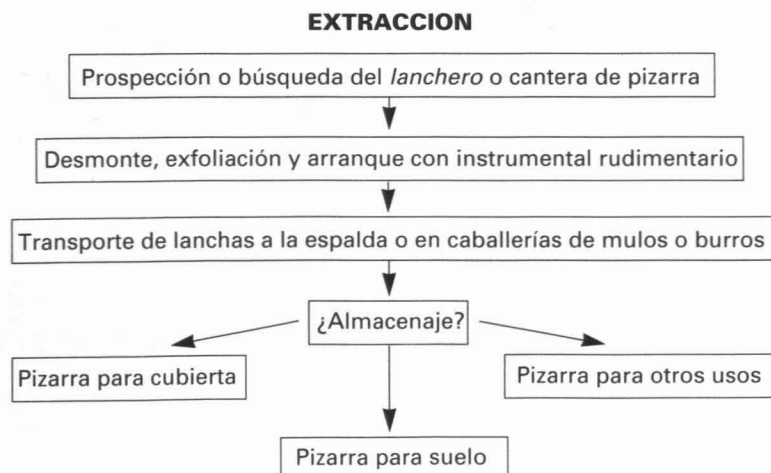 EXTRACCION
Prospección o búsqueda del lanchero o cantera de pizarra
Desmonte, exfoliación y arranque con instrumental rudimentario
Transporte de lanchas a la espalda o en caballerías de mulos o burros
¿Almacenaje?
Pizarra para cubierta
Pizarra para otros usos
Pizarra para suelo